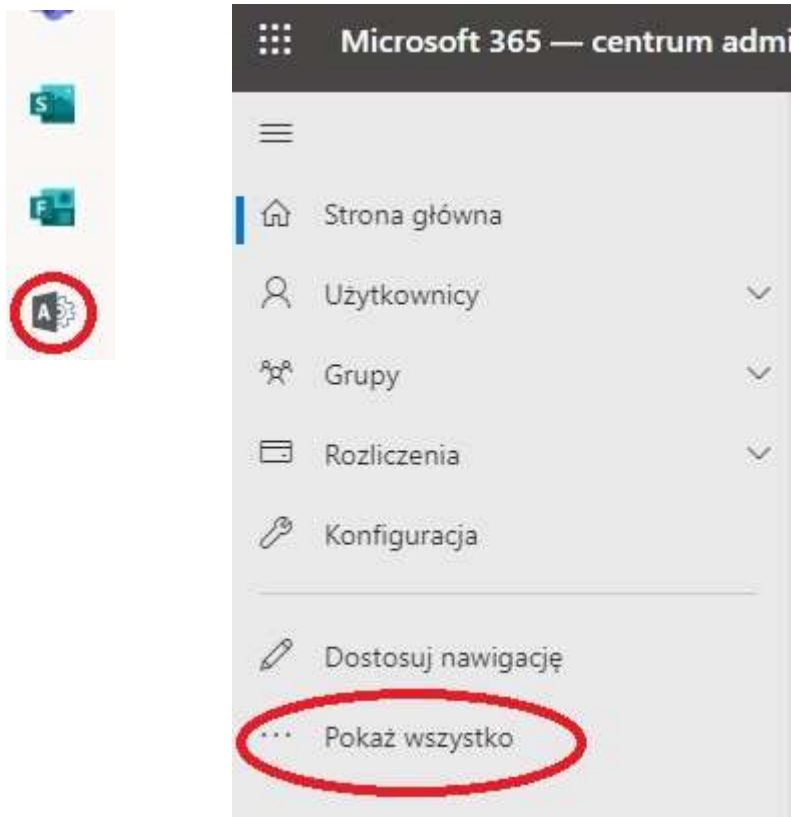 S
F
A
Microsoft 365 — centrum admi
Strona główna
Użytkownicy
Grupy
Rozliczenia
Konfiguracja
Dostosuj nawigację
Pokaż wszystko